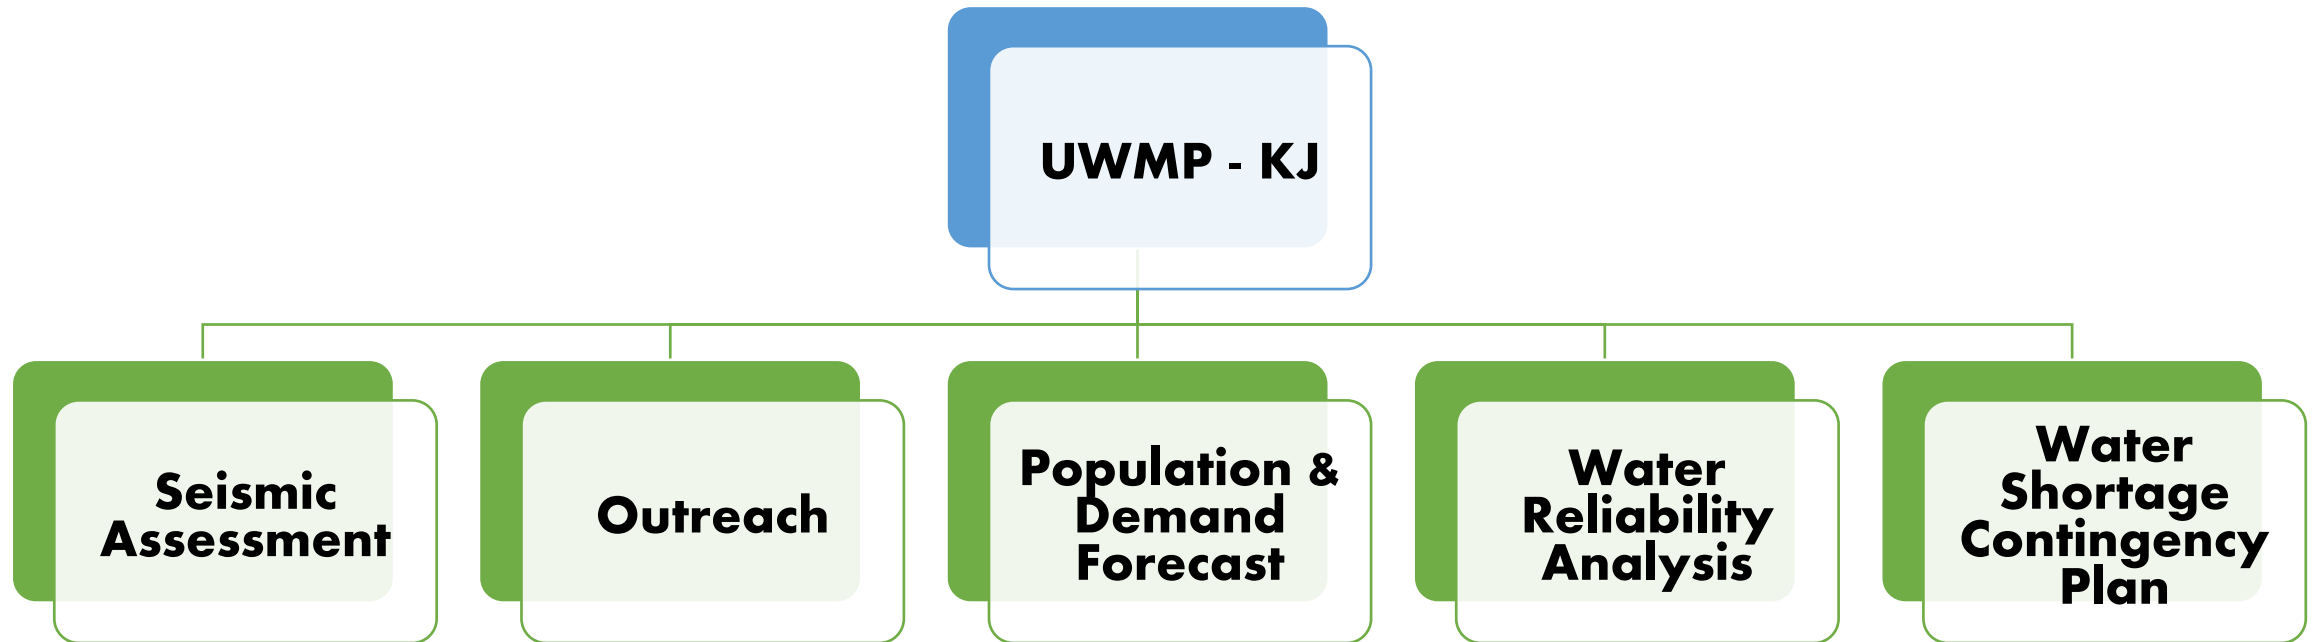 UWMP - KJ
Seismic
Assessment
Outreach
Population &
Demand
Forecast
Water
Reliability
Analysis
Water
Shortage
Contingency
Plan